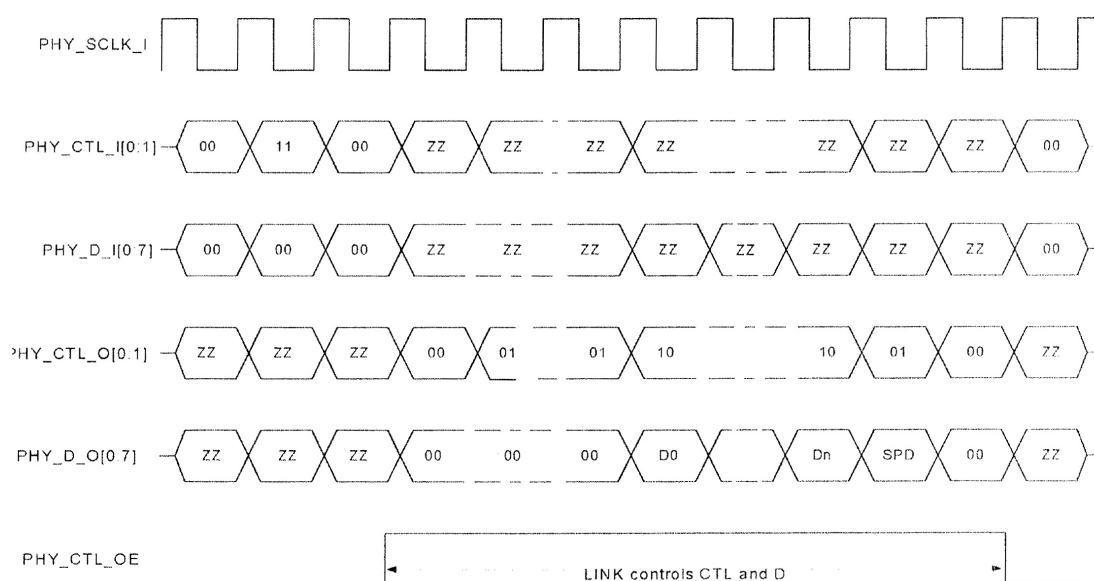 PHY_SCLK_I
PHY_CTL_I[0:1] 00 11 00 ZZ ZZ ZZ ZZ ZZ ZZ ZZ 00
PHY_D_I[0:7] 00 00 00 ZZ ZZ ZZ ZZ ZZ ZZ ZZ ZZ 00
PHY_CTL_O[0:1] ZZ ZZ ZZ 00 01 01 10 10 01 00 ZZ
PHY_D_O[0:7] ZZ ZZ ZZ 00 00 00 D0 Dn SPD 00 ZZ
PHY_CTL_OE
LINK controls CTL and D